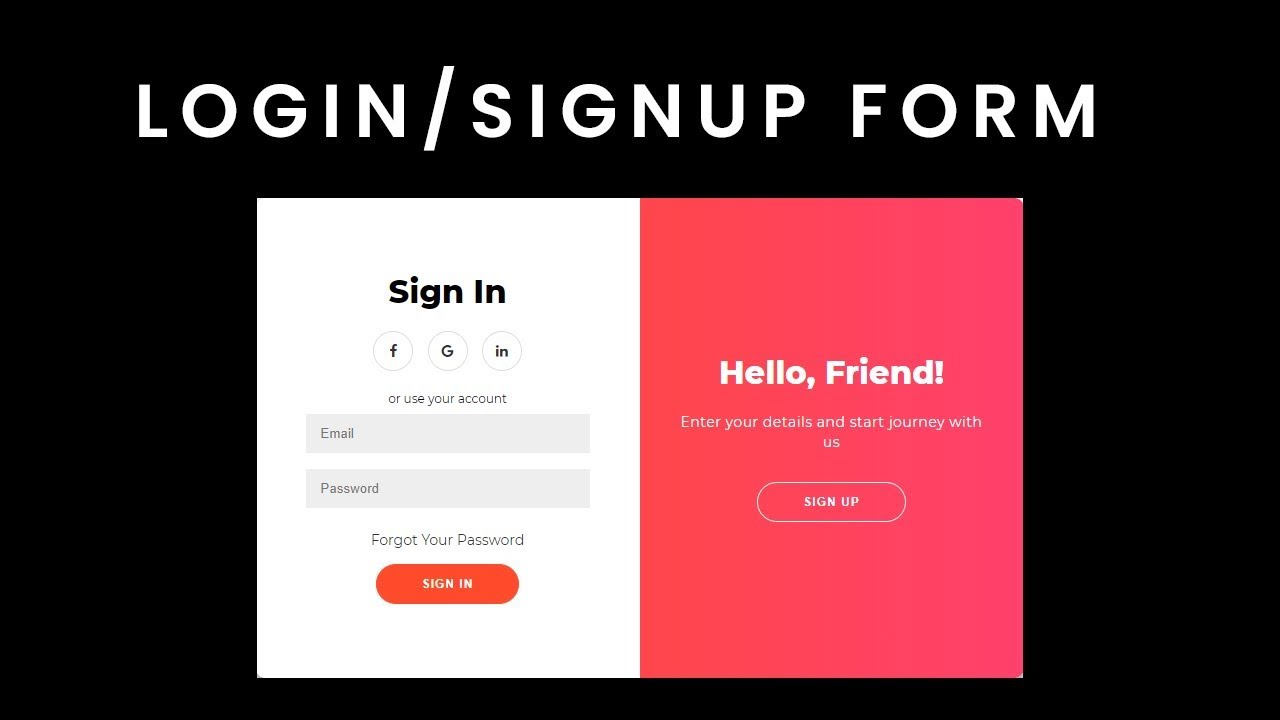 LOGIN/SIGNUP FORM
Sign In
f G in
or use your account
Email
Password
Forgot Your Password
SIGN IN
Hello, Friend!
Enter your details and start journey with
us
SIGN UP